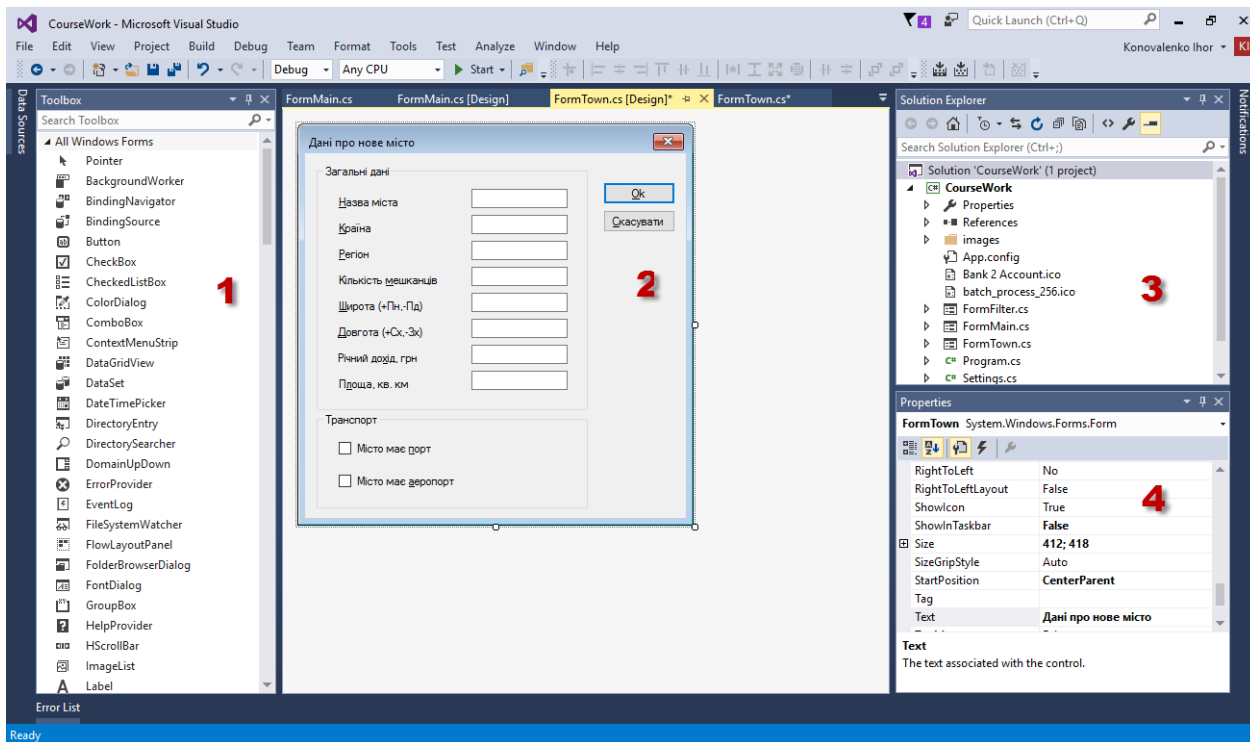 CourseWork - Microsoft Visual Studio
4
Quick Launch (Ctrl+Q)
File Edit View Project Build Debug Team Format Tools Test Analyze Window Help
Konovalenko Ihor
KI
Debug Any CPU Start
Data Sources
Toolbox
Search Toolbox
All Windows Forms
Pointer
BackgroundWorker
BindingNavigator
BindingSource
Button
CheckBox
CheckedListBox
ColorDialog
ComboBox
ContextMenuStrip
DataGridView
DataSet
DateTimePicker
DirectoryEntry
DirectorySearcher
DomainUpDown
ErrorProvider
EventLog
FileSystemWatcher
FlowLayoutPanel
FolderBrowserDialog
FontDialog
GroupBox
HelpProvider
HScrollBar
ImageList
Label
1
FormMain.cs FormMain.cs [Design] FormTown.cs [Design]* FormTown.cs*
Дані про нове місто
Загальні дані
Назва міста
Країна
Регіон
Кількість мешканців
Широта (+Пн,-Пд)
Довгота (+Сх,-Зх)
Річний дохід, грн
Площа, кв. км
Транспорт
Місто має порт
Місто має аеропорт
Ok
Скасувати
2
Solution Explorer
Search Solution Explorer (Ctrl+;)
Solution 'CourseWork' (1 project)
C# CourseWork
Properties
References
images
App.config
Bank 2 Account.ico
batch_process_256.ico
FormFilter.cs
FormMain.cs
FormTown.cs
C# Program.cs
C# Settings.cs
3
Notifications
Properties
FormTown System.Windows.Forms.Form
RightToLeft No
RightToLeftLayout False
ShowIcon True
ShowInTaskbar False
Size 412; 418
SizeGripStyle Auto
StartPosition CenterParent
Tag
Text Дані про нове місто
4
Text
The text associated with the control.
Error List
Ready